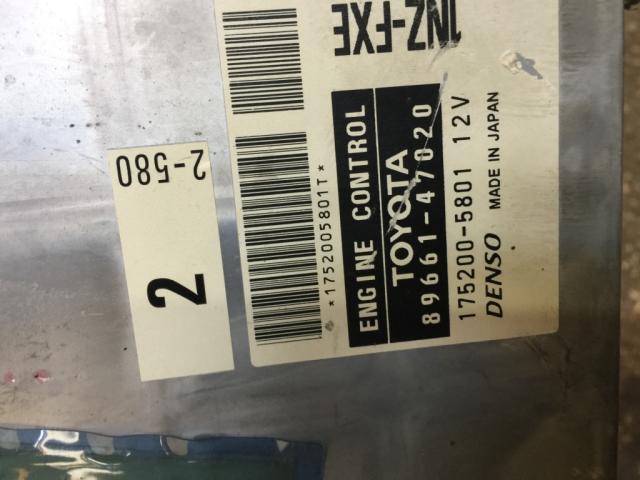 1NZ-FXE
*1752005801T*
ENGINE CONTROL
TOYOTA
89661-47020
175200-5801 12V
DENSO MADE IN JAPAN
2-580
2